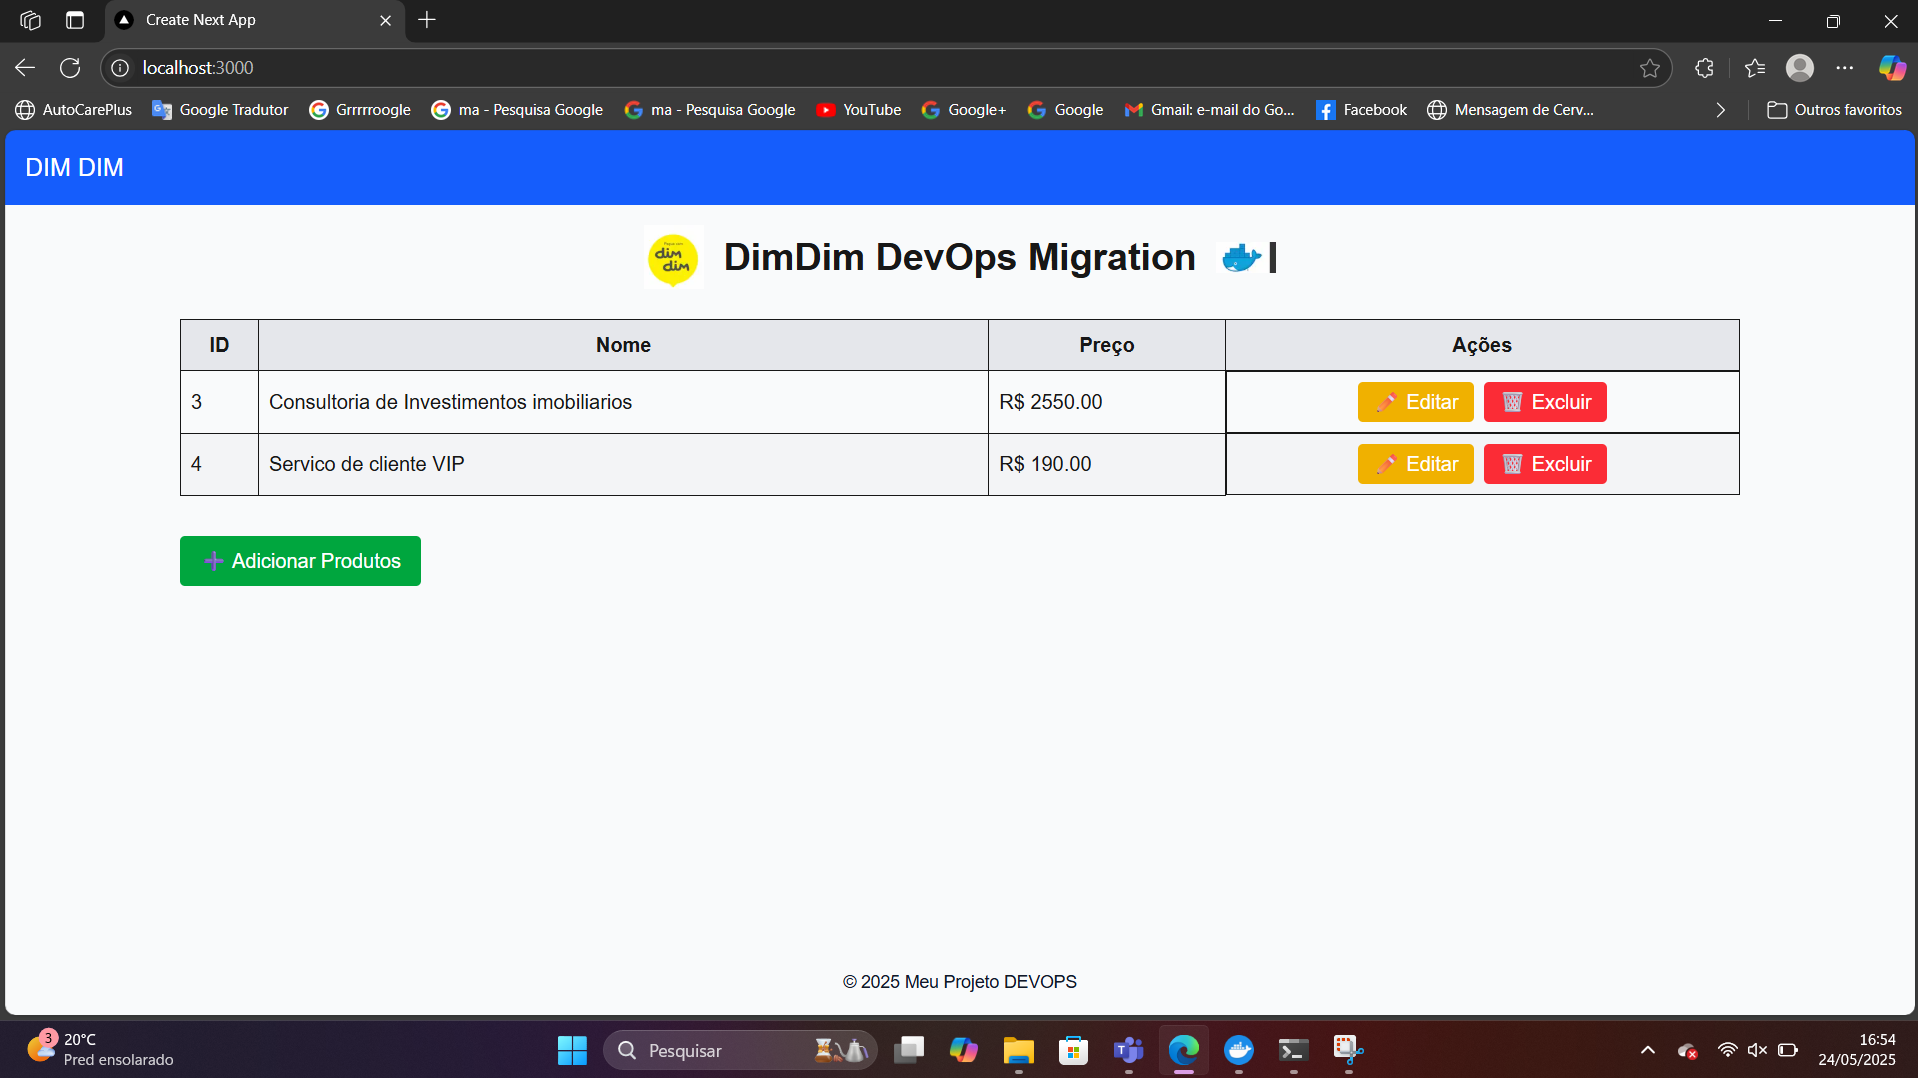 Create Next App
localhost:3000
AutoCarePlus Google Tradutor Grrrrroogle ma - Pesquisa Google ma - Pesquisa Google YouTube Google+ Google Gmail: e-mail do Go... Facebook Mensagem de Cerv... Outros favoritos
DIM DIM
dim dim
DimDim DevOps Migration
ID Nome Preço Ações
3 Consultoria de Investimentos imobiliarios R$ 2550.00 Editar Excluir
4 Servico de cliente VIP R$ 190.00 Editar Excluir
Adicionar Produtos
© 2025 Meu Projeto DEVOPS
3 20°C
Pred ensolarado
Pesquisar
16:54
24/05/2025